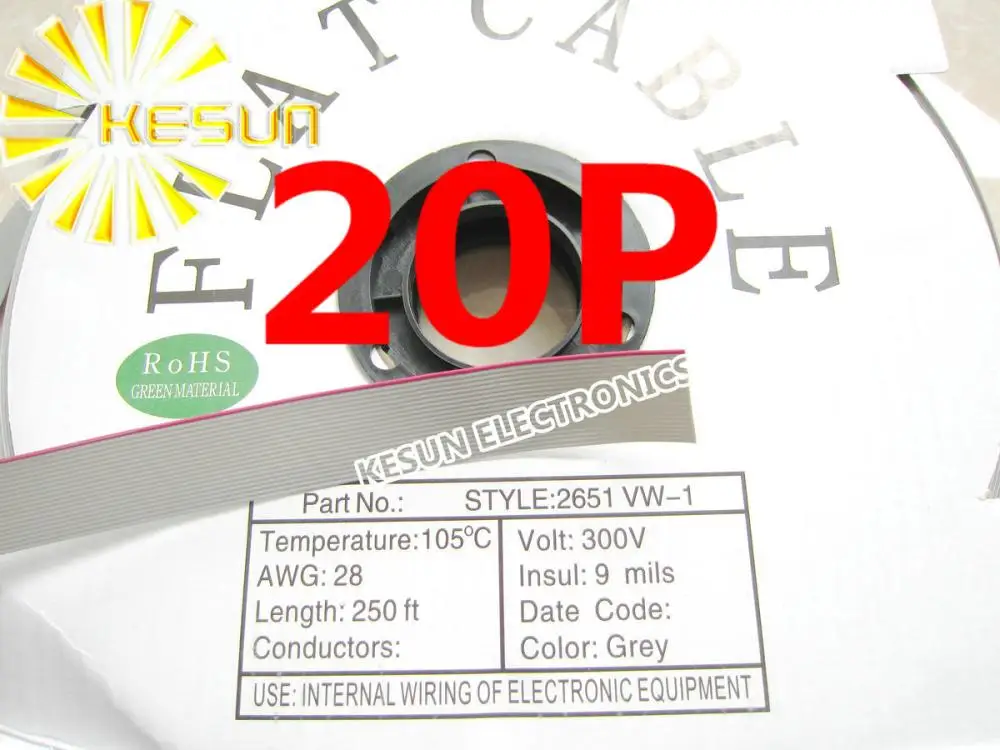 FLAT CABLE
KESUN
20P
RoHS
GREEN MATERIAL
KESUN ELECTRONICS
Part No.: STYLE:2651 VW-1
Temperature:105°C Volt: 300V
AWG: 28 Insul: 9 mils
Length: 250 ft Date Code:
Conductors: Color: Grey
USE: INTERNAL WIRING OF ELECTRONIC EQUIPMENT